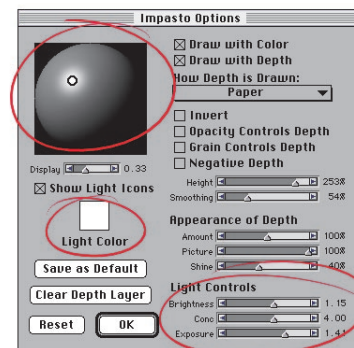 Impasto Options
Draw with Color
Draw with Depth
How Depth is Drawn:
Paper
Invert
Opacity Controls Depth
Grain Controls Depth
Negative Depth
Display 0.33
Show Light Icons
Light Color
Height 253%
Smoothing 54%
Appearance of Depth
Amount 100%
Picture 100%
Shine 40%
Save as Default
Clear Depth Layer
Reset OK
Light Controls
Brightness 1.15
Conc 4.00
Exposure 1.41